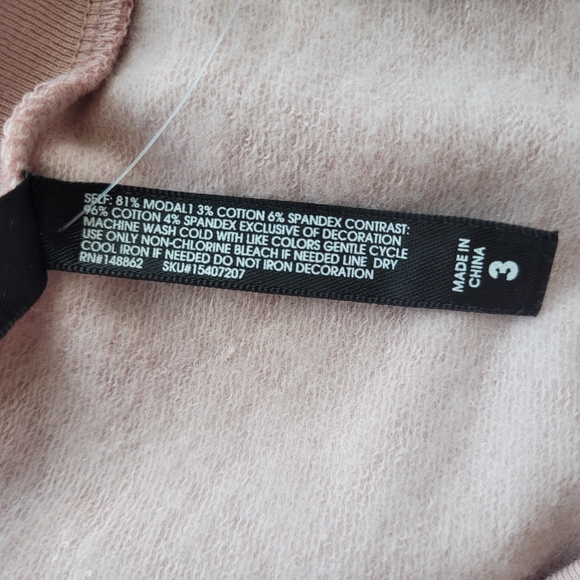 SELF: 81% MODAL1 3% COTTON 6% SPANDEX CONTRAST:
96% COTTON 4% SPANDEX EXCLUSIVE OF DECORATION
MACHINE WASH COLD WITH LIKE COLORS GENTLE CYCLE
USE ONLY NON-CHLORINE BLEACH IF NEEDED LINE DRY
COOL IRON IF NEEDED DO NOT IRON DECORATION
RN#148862 SKU#15407207
MADE IN
CHINA
3